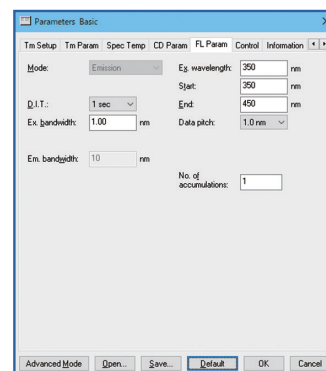 Parameters Basic
Tm Setup Tm Param Spec Temp CD Param FL Param Control Information
Mode: Emission Ex. wavelength: 350 nm
Start: 350 nm
D.I.T.: 1 sec End: 450 nm
Ex. bandwidth: 1.00 nm Data pitch: 1.0 nm
Em. bandwidth: 10 nm
No. of
accumulations: 1
Advanced Mode Open... Save... Default OK Cancel